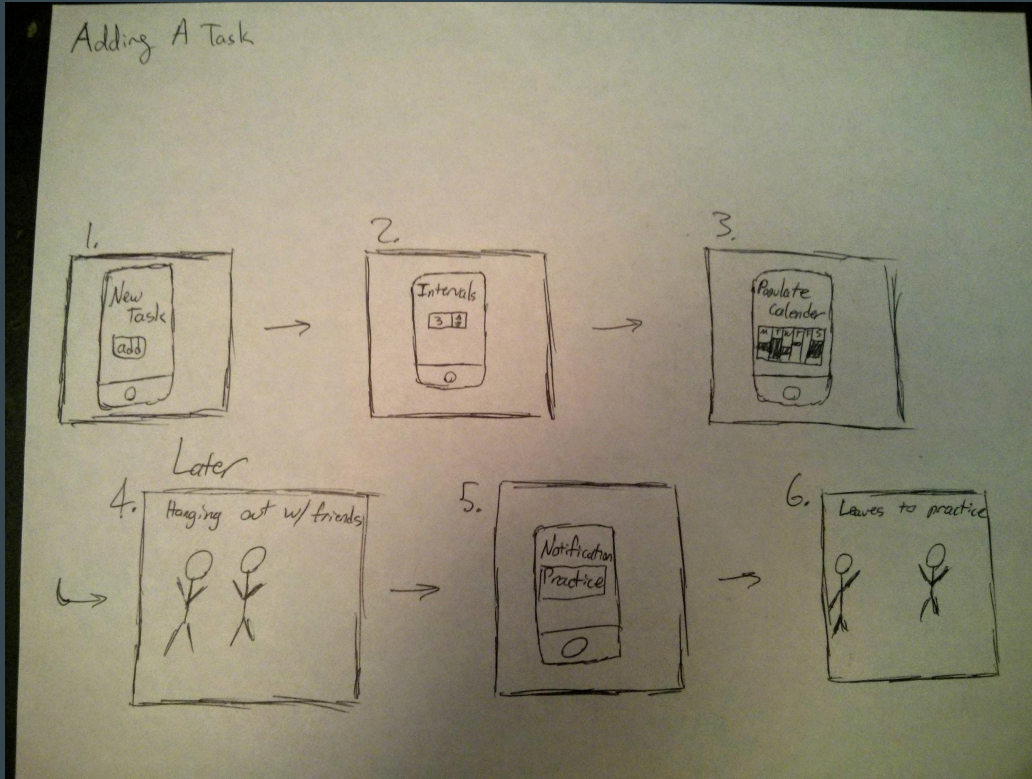 Adding A Task
1.
New
Task
add
2.
Intervals
3
3.
Populate
Calender
M T W T F S
Later
4.
Hanging out w/ friends
5.
Notification
Practice
6.
Leaves to practice